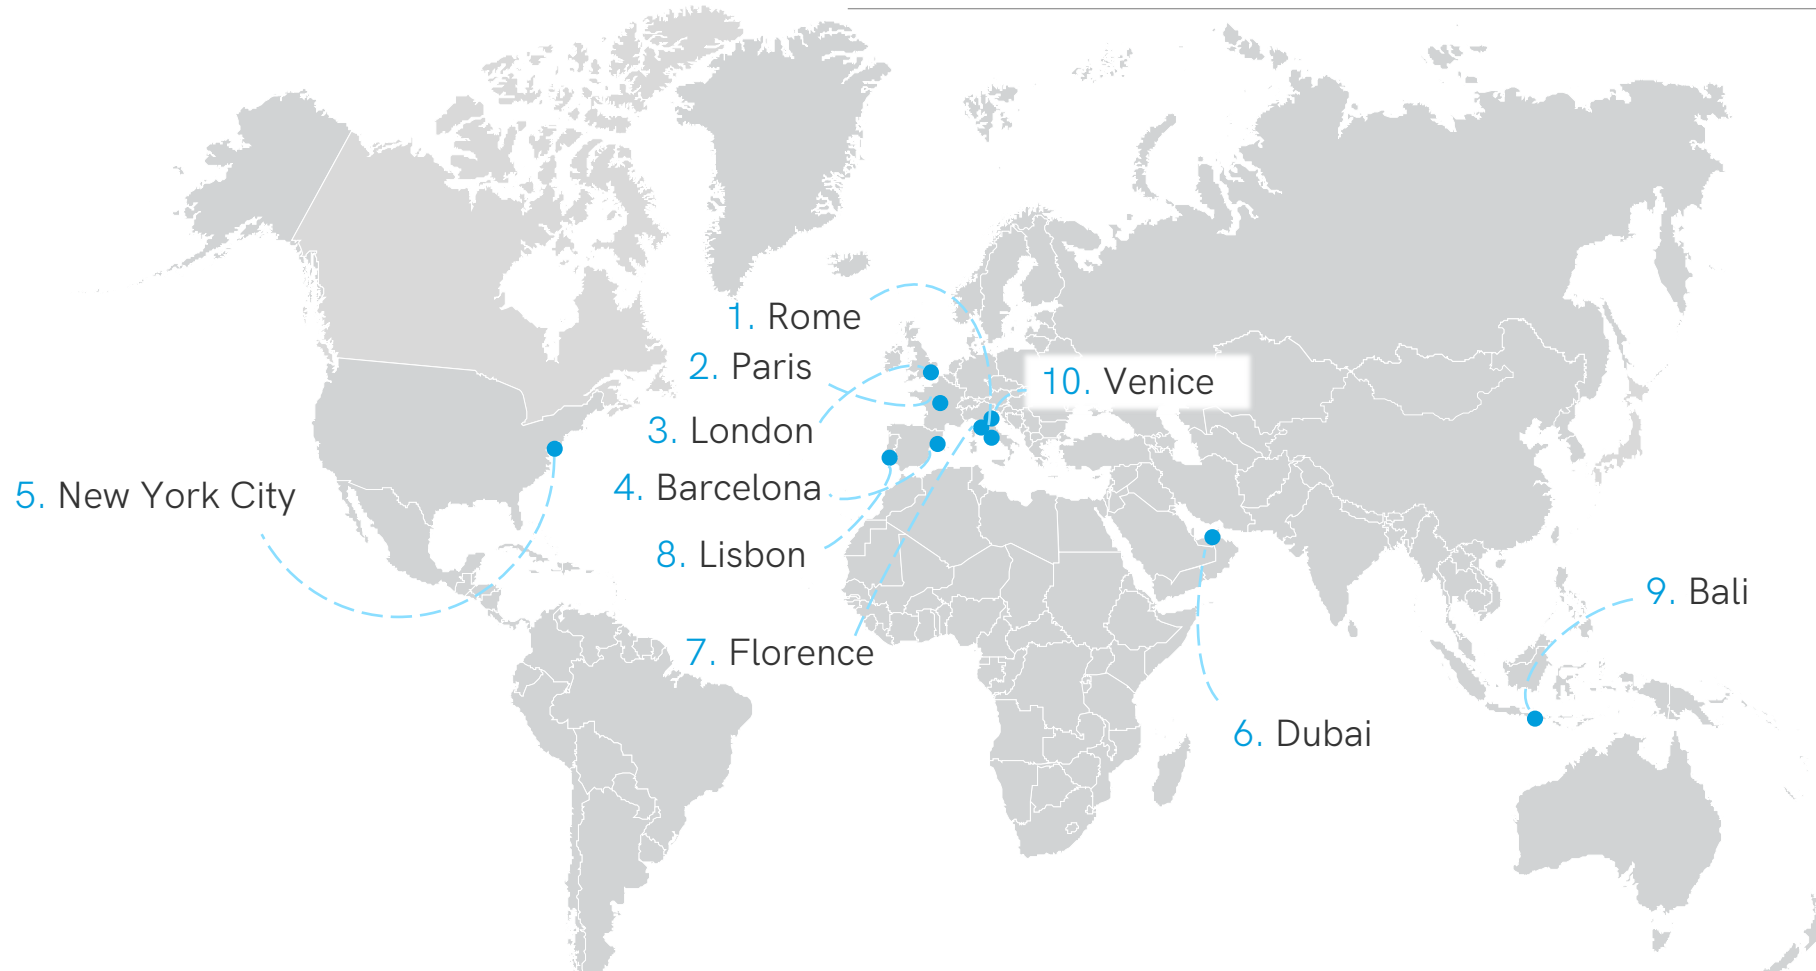 1. Rome
2. Paris
10. Venice
3. London
4. Barcelona
5. New York City
8. Lisbon
9. Bali
7. Florence
6. Dubai